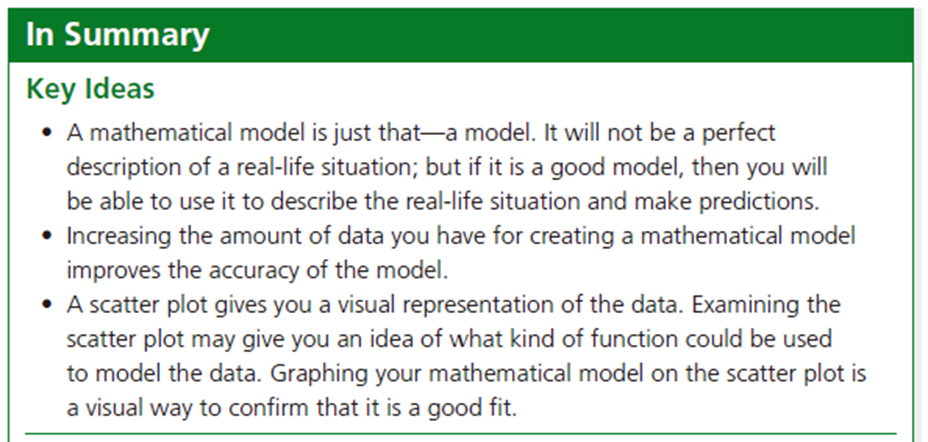 In Summary
Key Ideas
• A mathematical model is just that—a model. It will not be a perfect
description of a real-life situation; but if it is a good model, then you will
be able to use it to describe the real-life situation and make predictions.
• Increasing the amount of data you have for creating a mathematical model
improves the accuracy of the model.
• A scatter plot gives you a visual representation of the data. Examining the
scatter plot may give you an idea of what kind of function could be used
to model the data. Graphing your mathematical model on the scatter plot is
a visual way to confirm that it is a good fit.